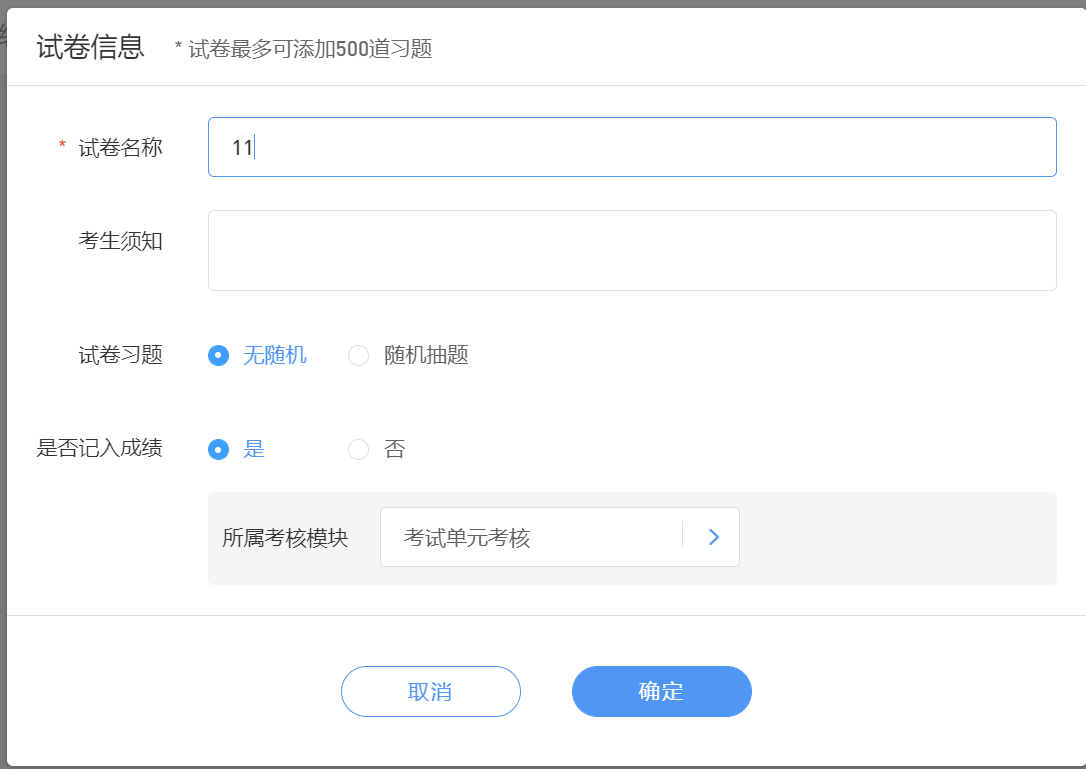 试卷信息 * 试卷最多可添加500道习题
* 试卷名称 11
考生须知
试卷习题 无随机 随机抽题
是否记入成绩 是 否
所属考核模块 考试单元考核
取消 确定